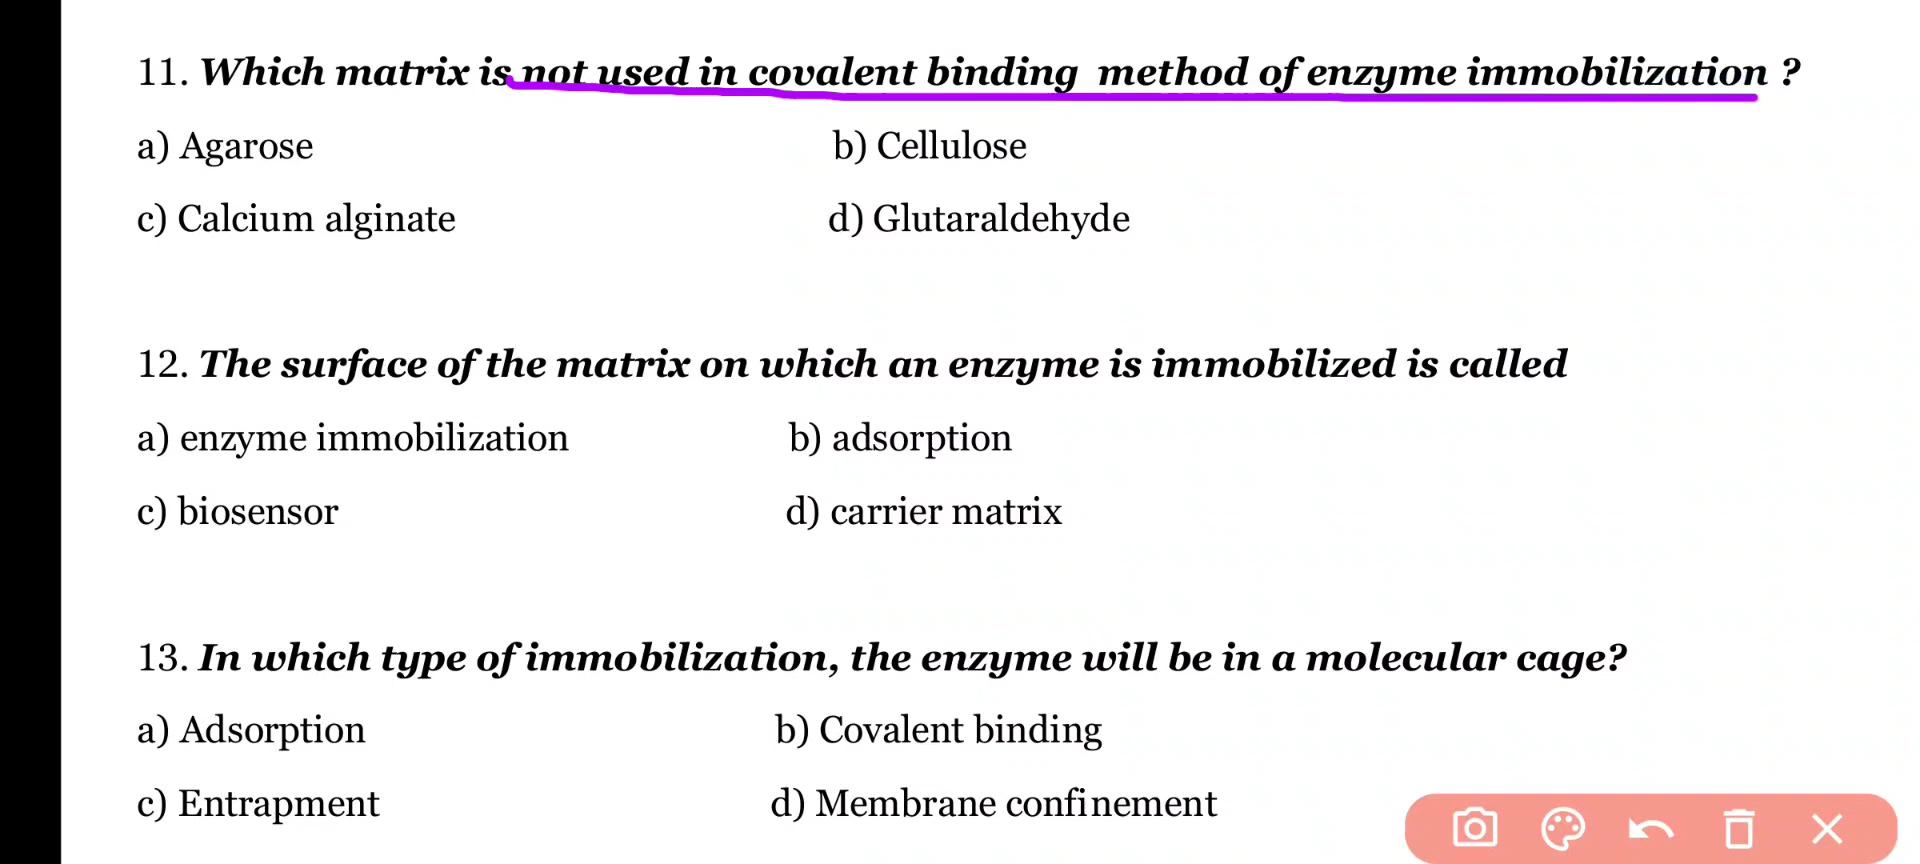 11. Which matrix is not used in covalent binding method of enzyme immobilization ?
a) Agarose b) Cellulose
c) Calcium alginate d) Glutaraldehyde
12. The surface of the matrix on which an enzyme is immobilized is called
a) enzyme immobilization b) adsorption
c) biosensor d) carrier matrix
13. In which type of immobilization, the enzyme will be in a molecular cage?
a) Adsorption b) Covalent binding
c) Entrapment d) Membrane confinement